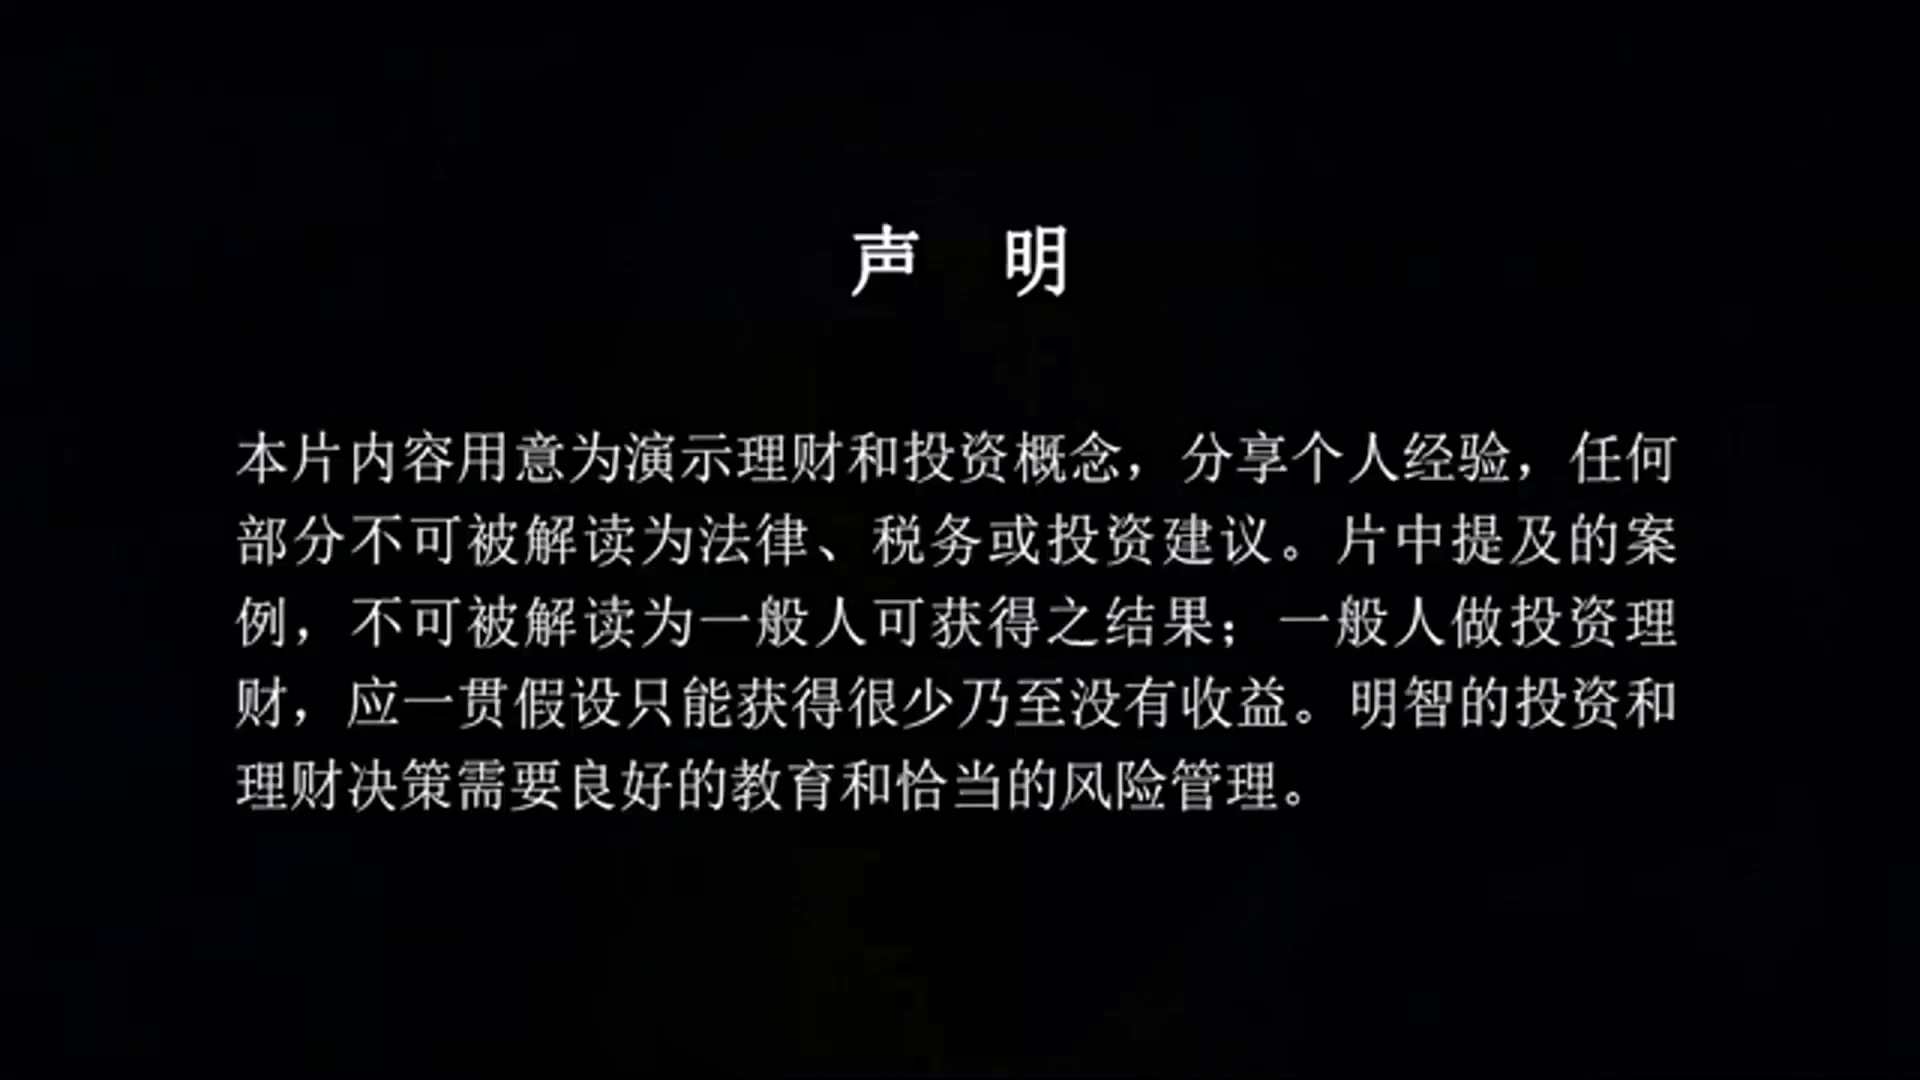 声 明
本片内容用意为演示理财和投资概念，分享个人经验，任何
部分不可被解读为法律、税务或投资建议。片中提及的案
例，不可被解读为一般人可获得之结果；一般人做投资理
财，应一贯假设只能获得很少乃至没有收益。明智的投资和
理财决策需要良好的教育和恰当的风险管理。